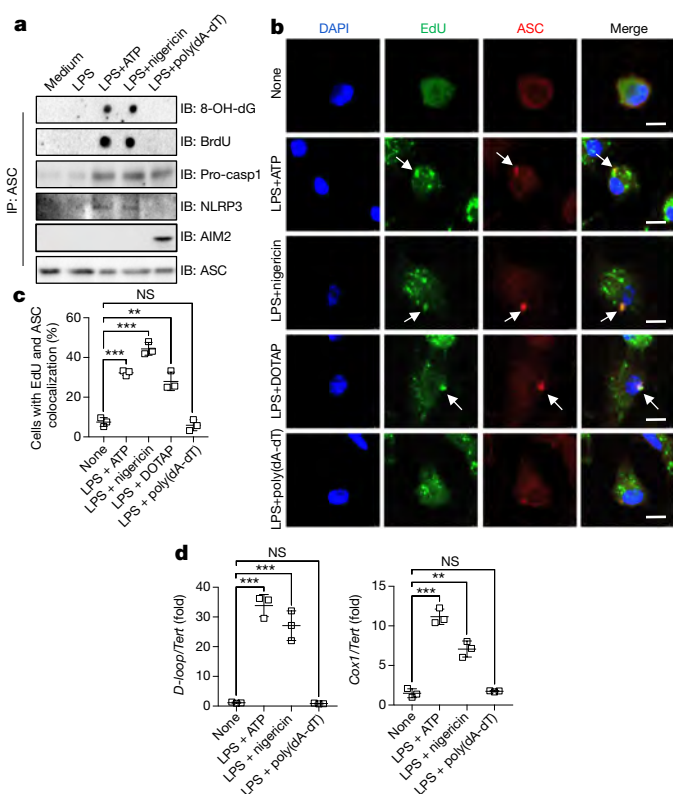 a
Medium
LPS
LPS+ATP
LPS+nigericin
LPS+poly(dA-dT)
IP: ASC
IB: 8-OH-dG
IB: BrdU
IB: Pro-casp1
IB: NLRP3
IB: AIM2
IB: ASC
b
DAPI EdU ASC Merge
None
LPS+ATP
LPS+nigericin
LPS+DOTAP
LPS+poly(dA-dT)
c
NS
**
***
***
Cells with EdU and ASC
colocalization (%)
60
40
20
0
None
LPS + ATP
LPS + nigericin
LPS + DOTAP
LPS + poly(dA-dT)
d
NS
***
***
D-loop/Tert (fold)
40
30
20
10
0
None
LPS + ATP
LPS + nigericin
LPS + poly(dA-dT)
NS
**
***
Cox1/Tert (fold)
15
10
5
0
None
LPS + ATP
LPS + nigericin
LPS + poly(dA-dT)